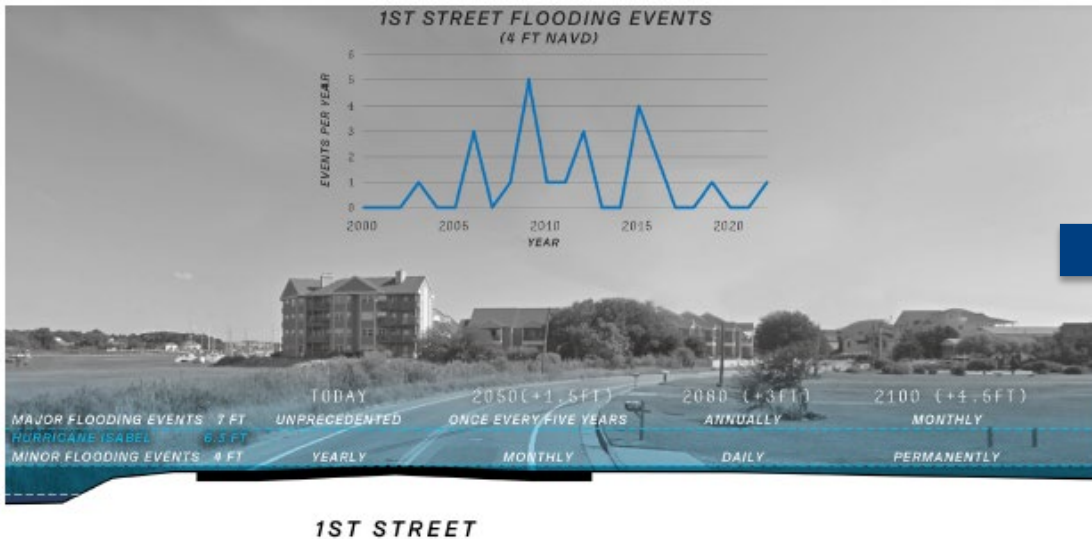 1ST STREET FLOODING EVENTS
(4 FT NAVD)
EVENTS PER YEAR
6
5
4
3
2
1
0
2000 2005 2010 2015 2020
YEAR
TODAY 2050(+1.5FT) 2080 (+3FT) 2100 (+4.6FT)
MAJOR FLOODING EVENTS 7 FT UNPRECEDENTED ONCE EVERY FIVE YEARS ANNUALLY MONTHLY
HURRICANE ISABEL 6.5 FT
MINOR FLOODING EVENTS 4 FT YEARLY MONTHLY DAILY PERMANENTLY
1ST STREET